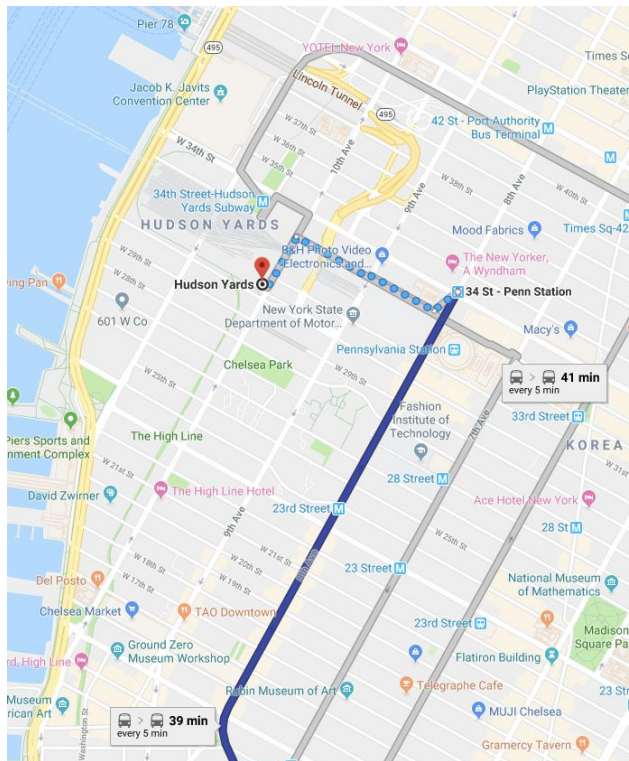 Pier 78
495
YOTEL New York
Times Sq
Jacob K. Javits
Convention Center
Lincoln Tunnel
PlayStation Theater
495
42 St - Port Authority
Bus Terminal
W 37th St
W 36th St
W 35th St
W 34th St
10th Ave
9th Ave
W 38th St
8th Ave
W 40th St
34th Street-Hudson
Yards Subway
HUDSON YARDS
Mood Fabrics
Times Sq-42
B&H Photo Video
Electronics and...
The New Yorker,
A Wyndham
W 29th St
W 28th St
Hudson Yards
34 St - Penn Station
ving Pan
601 W Co
New York State
Department of Motor...
Macy's
Pennsylvania Station
Chelsea Park
W 29th St
41 min
every 5 min
W 25th St
Fashion
Institute of
Technology
7th Ave
33rd Street
KOREA
Piers Sports and
nment Complex
The High Line
28 Street
W 31st
W 21st St
The High Line Hotel
Ace Hotel New York
David Zwirner
9th Ave
23rd Street
28 St
8th Ave
W 25th St
W 21st St
W 20th St
W 19th St
W 18th St
W 17th St
23 Street
National Museum
of Mathematics
Del Posto
Chelsea Market
TAO Downtown
23rd Street
Madison
Square Pa
Ground Zero
Museum Workshop
Flatiron Building
rd, High Line
Rubin Museum of Art
Telegraphe Cafe
23 Stre
Museum
rican Art
Washington St
39 min
every 5 min
MUJI Chelsea
Gramercy Tavern